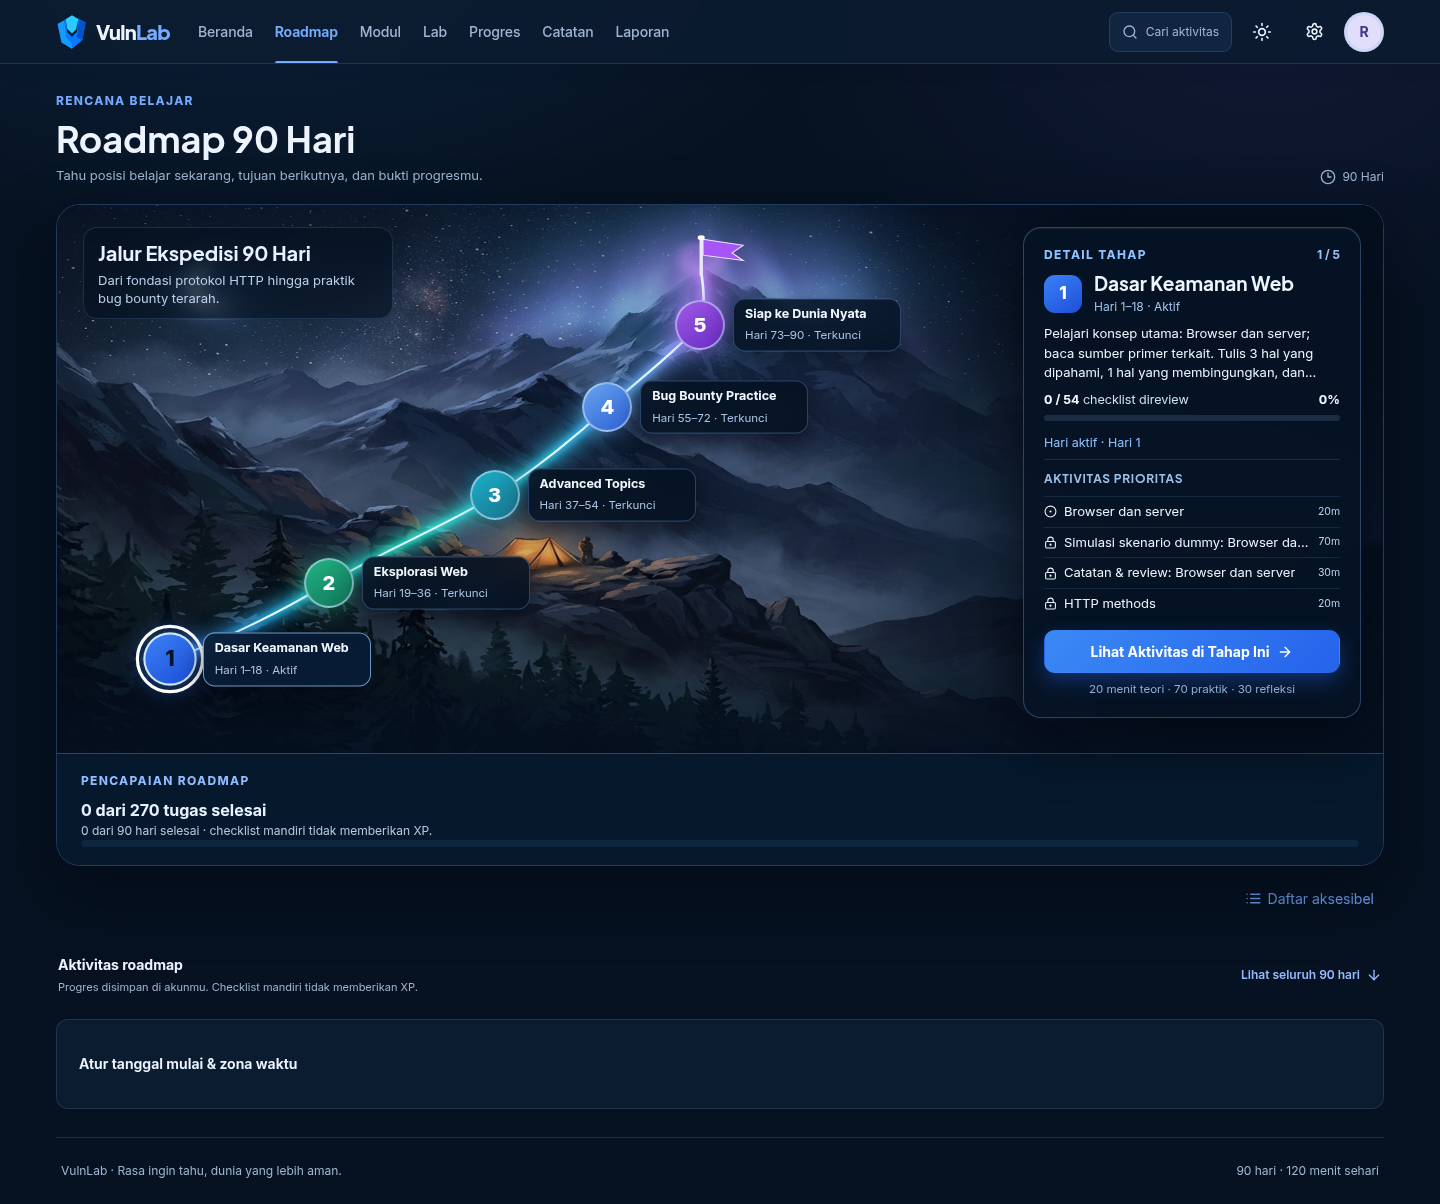 VulnLab
Beranda
Roadmap
Modul
Lab
Progres
Catatan
Laporan
Cari aktivitas
R
RENCANA BELAJAR
Roadmap 90 Hari
Tahu posisi belajar sekarang, tujuan berikutnya, dan bukti progresmu.
90 Hari
Jalur Ekspedisi 90 Hari
Dari fondasi protokol HTTP hingga praktik
bug bounty terarah.
5
Siap ke Dunia Nyata
Hari 73–90 · Terkunci
4
Bug Bounty Practice
Hari 55–72 · Terkunci
3
Advanced Topics
Hari 37–54 · Terkunci
2
Eksplorasi Web
Hari 19–36 · Terkunci
1
Dasar Keamanan Web
Hari 1–18 · Aktif
DETAIL TAHAP
1 / 5
1
Dasar Keamanan Web
Hari 1–18 · Aktif
Pelajari konsep utama: Browser dan server;
baca sumber primer terkait. Tulis 3 hal yang
dipahami, 1 hal yang membingungkan, dan...
0 / 54 checklist direview
0%
Hari aktif · Hari 1
AKTIVITAS PRIORITAS
Browser dan server
20m
Simulasi skenario dummy: Browser da...
70m
Catatan & review: Browser dan server
30m
HTTP methods
20m
Lihat Aktivitas di Tahap Ini
20 menit teori · 70 praktik · 30 refleksi
PENCAPAIAN ROADMAP
0 dari 270 tugas selesai
0 dari 90 hari selesai · checklist mandiri tidak memberikan XP.
Daftar aksesibel
Aktivitas roadmap
Progres disimpan di akunmu. Checklist mandiri tidak memberikan XP.
Lihat seluruh 90 hari
Atur tanggal mulai & zona waktu
VulnLab · Rasa ingin tahu, dunia yang lebih aman.
90 hari · 120 menit sehari